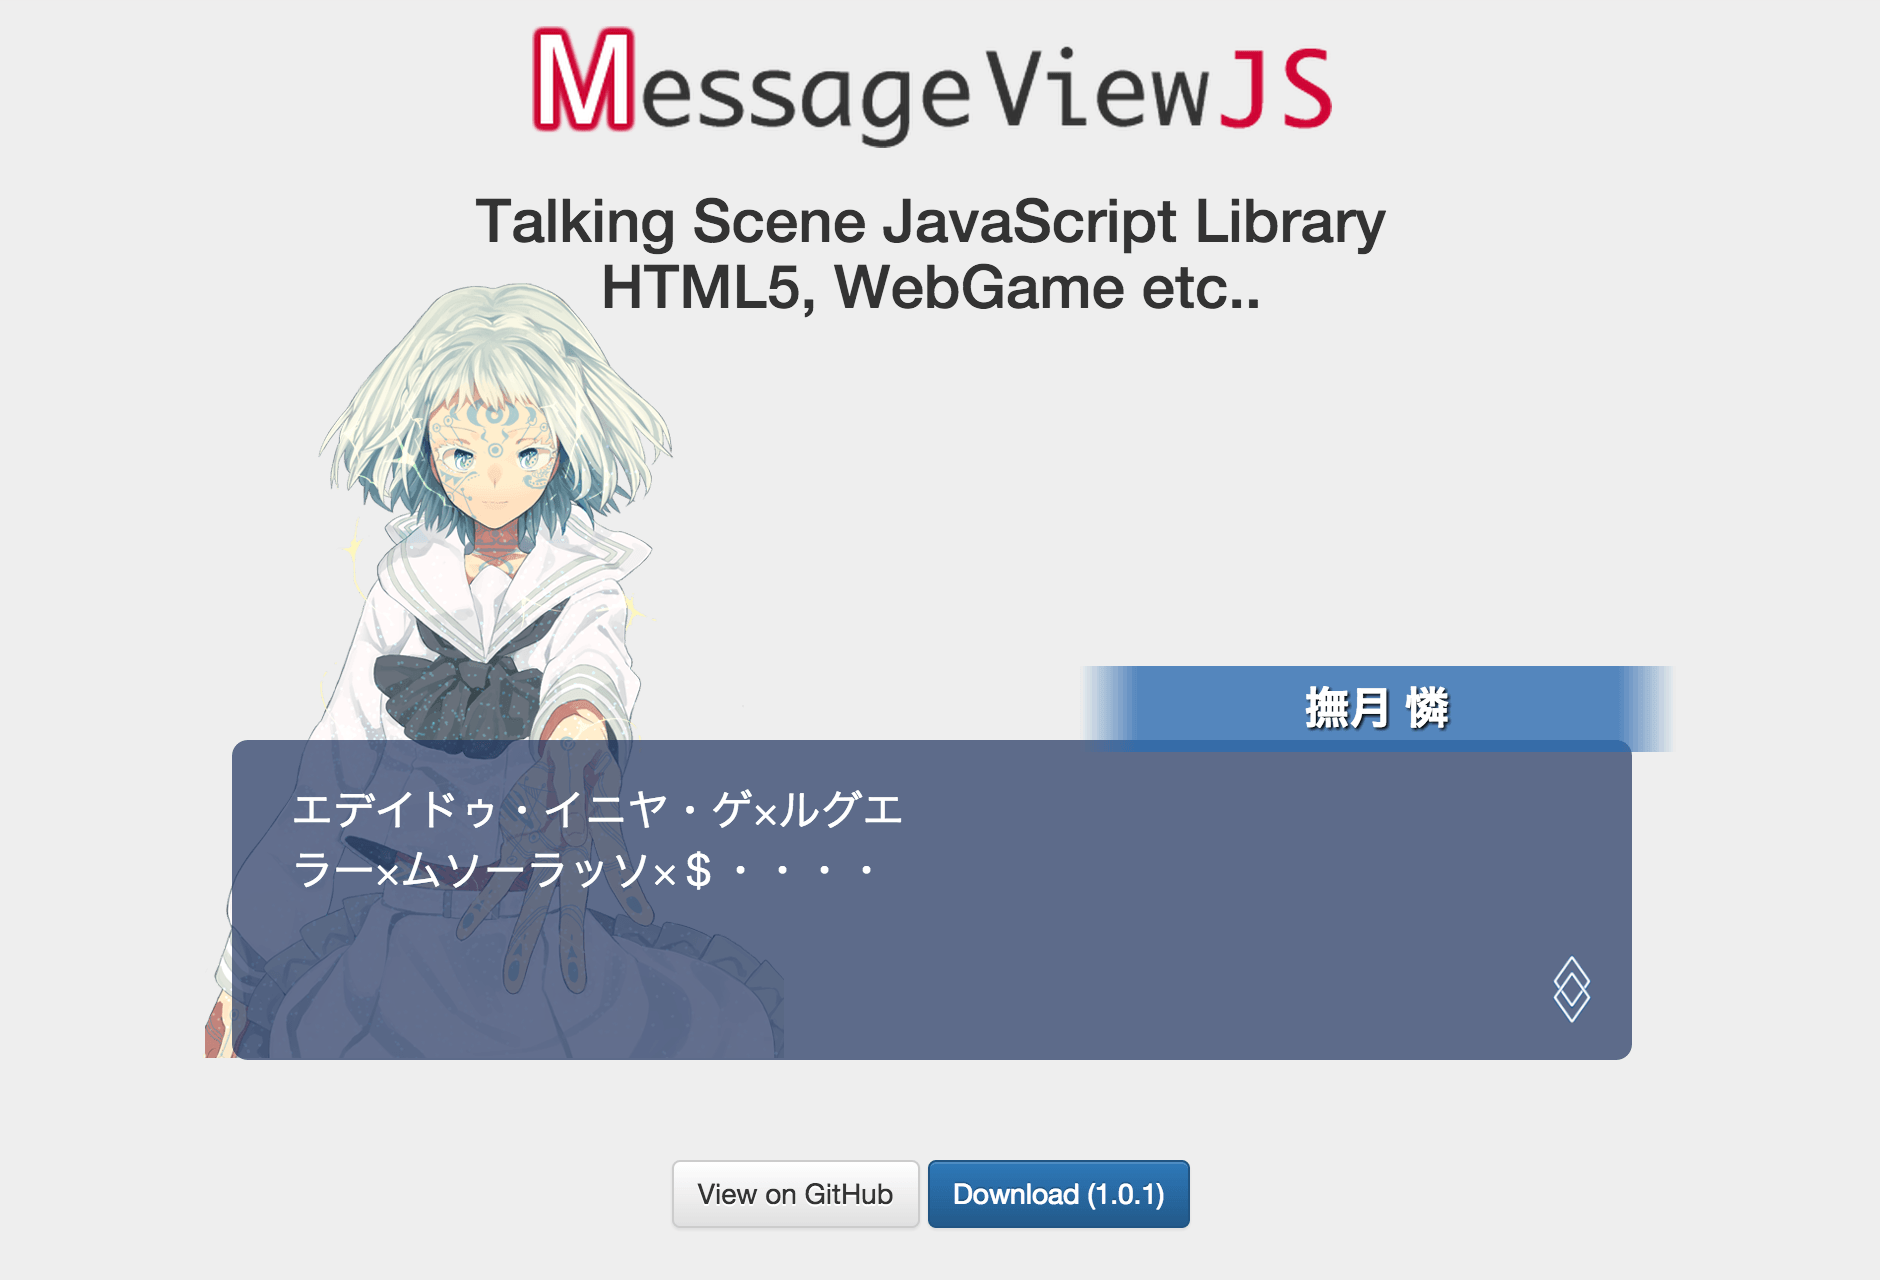 MessageViewJS
Talking Scene JavaScript Library
HTML5, WebGame etc..
撫月 憐
エデイドゥ・イニヤ・ゲ×ルグエ
ラー×ムソーラッソ×＄・・・・
View on GitHub
Download (1.0.1)